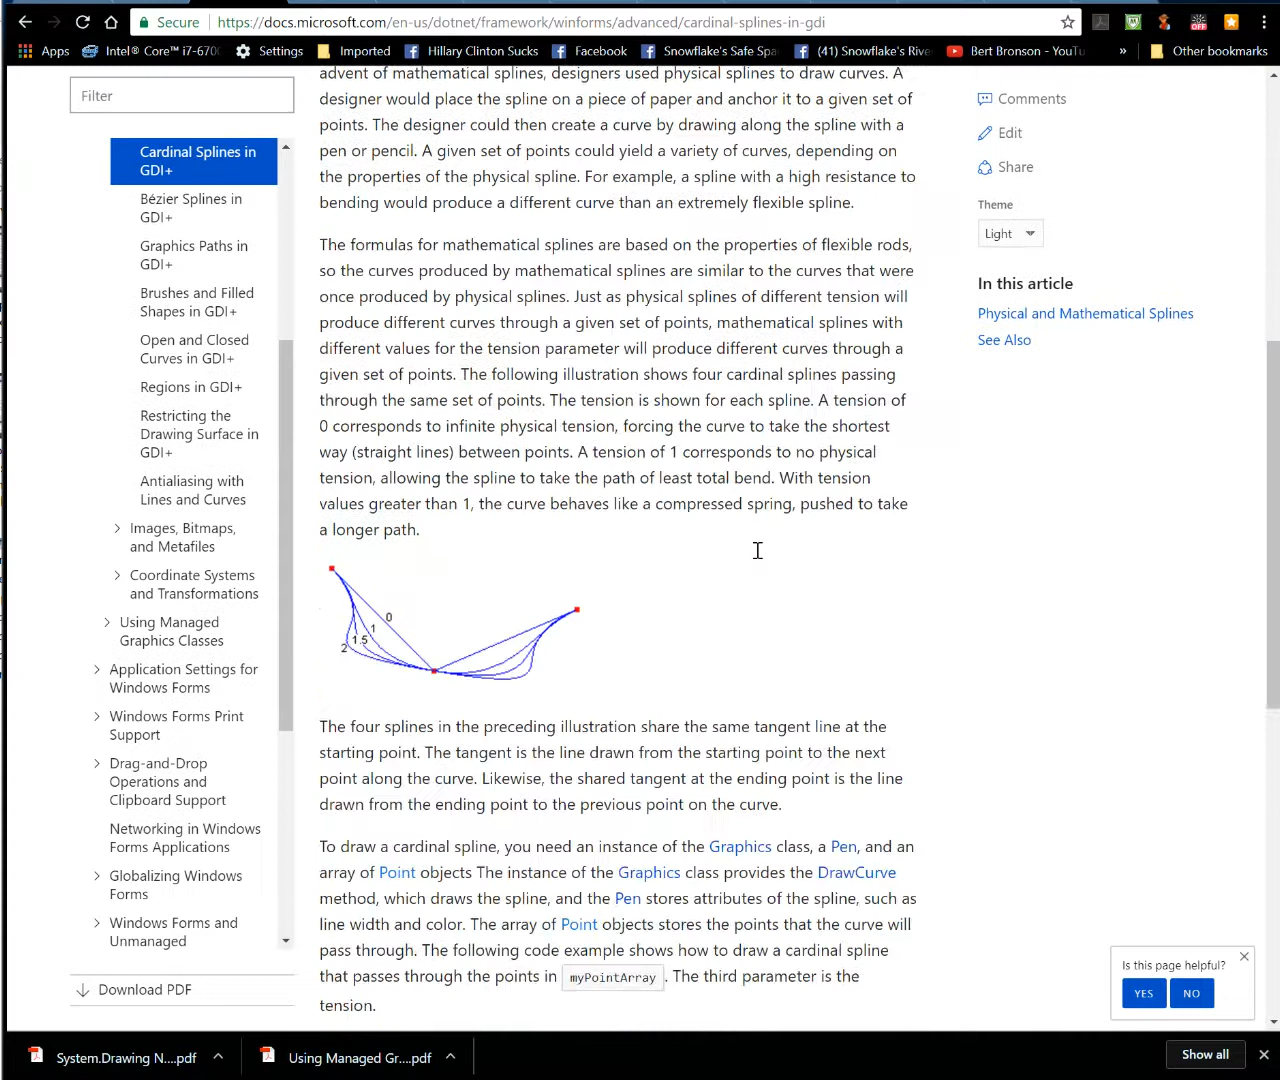 Secure
https://docs.microsoft.com/en-us/dotnet/framework/winforms/advanced/cardinal-splines-in-gdi
OFF
Apps
Intel® Core™ i7-670
Settings
Imported
Hillary Clinton Sucks
Facebook
Snowflake's Safe Spa
(41) Snowflake's Rive
Bert Bronson - YouTu
»
Other bookmarks
Filter
Cardinal Splines in
GDI+
Bézier Splines in
GDI+
Graphics Paths in
GDI+
Brushes and Filled
Shapes in GDI+
Open and Closed
Curves in GDI+
Regions in GDI+
Restricting the
Drawing Surface in
GDI+
Antialiasing with
Lines and Curves
Images, Bitmaps,
and Metafiles
Coordinate Systems
and Transformations
Using Managed
Graphics Classes
Application Settings for
Windows Forms
Windows Forms Print
Support
Drag-and-Drop
Operations and
Clipboard Support
Networking in Windows
Forms Applications
Globalizing Windows
Forms
Windows Forms and
Unmanaged
Download PDF
advent of mathematical splines, designers used physical splines to draw curves. A
designer would place the spline on a piece of paper and anchor it to a given set of
points. The designer could then create a curve by drawing along the spline with a
pen or pencil. A given set of points could yield a variety of curves, depending on
the properties of the physical spline. For example, a spline with a high resistance to
bending would produce a different curve than an extremely flexible spline.
The formulas for mathematical splines are based on the properties of flexible rods,
so the curves produced by mathematical splines are similar to the curves that were
once produced by physical splines. Just as physical splines of different tension will
produce different curves through a given set of points, mathematical splines with
different values for the tension parameter will produce different curves through a
given set of points. The following illustration shows four cardinal splines passing
through the same set of points. The tension is shown for each spline. A tension of
0 corresponds to infinite physical tension, forcing the curve to take the shortest
way (straight lines) between points. A tension of 1 corresponds to no physical
tension, allowing the spline to take the path of least total bend. With tension
values greater than 1, the curve behaves like a compressed spring, pushed to take
a longer path.
0
1
1.5
2
The four splines in the preceding illustration share the same tangent line at the
starting point. The tangent is the line drawn from the starting point to the next
point along the curve. Likewise, the shared tangent at the ending point is the line
drawn from the ending point to the previous point on the curve.
To draw a cardinal spline, you need an instance of the Graphics class, a Pen, and an
array of Point objects The instance of the Graphics class provides the DrawCurve
method, which draws the spline, and the Pen stores attributes of the spline, such as
line width and color. The array of Point objects stores the points that the curve will
pass through. The following code example shows how to draw a cardinal spline
that passes through the points in myPointArray . The third parameter is the
tension.
Comments
Edit
Share
Theme
Light
In this article
Physical and Mathematical Splines
See Also
Is this page helpful?
YES
NO
System.Drawing N....pdf
Using Managed Gr....pdf
Show all